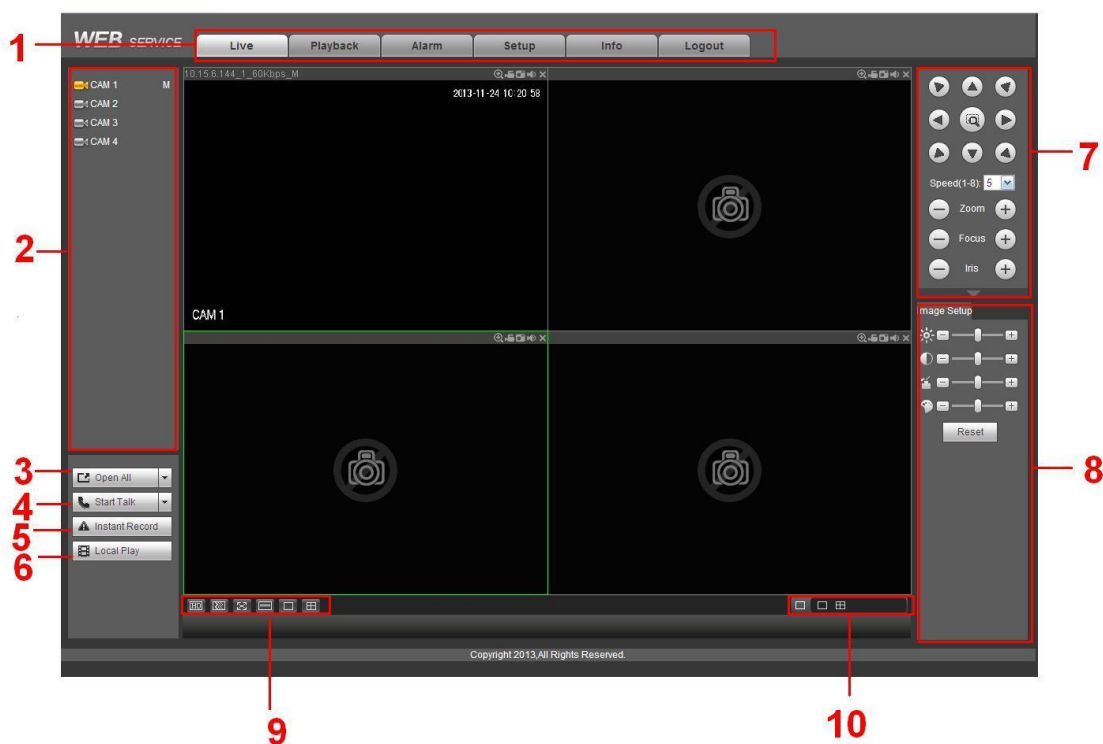 WEB SERVICE
Live
Playback
Alarm
Setup
Info
Logout
1
CAM 1 M
CAM 2
CAM 3
CAM 4
2
10.15.6.144_1_60Kbps_M
2013-11-24 10:20:58
CAM 1
Speed(1-8): 5
Zoom
Focus
Iris
7
mage Setup
Reset
8
3
Open All
4
Start Talk
5
Instant Record
6
Local Play
HD
9
10
Copyright 2013,All Rights Reserved.